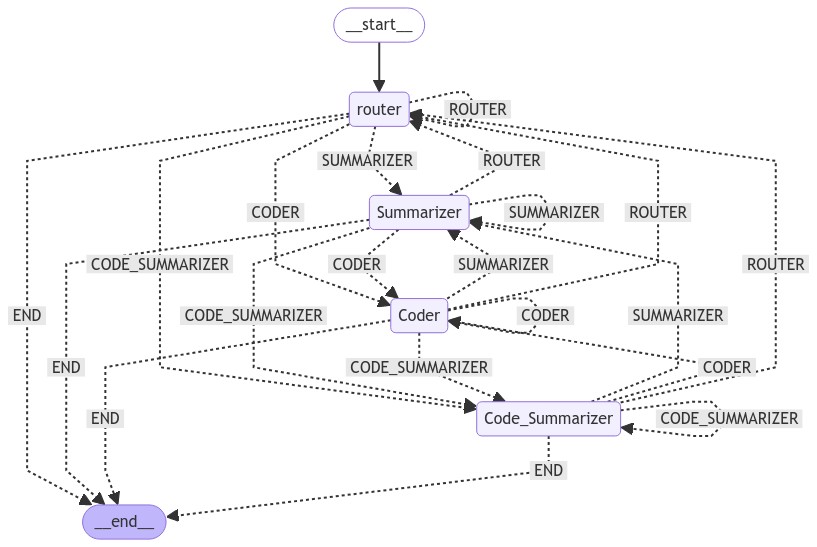 __start__
router
ROUTER
SUMMARIZER
ROUTER
Summarizer
SUMMARIZER
CODER
ROUTER
CODE_SUMMARIZER
CODER
SUMMARIZER
ROUTER
END
CODE_SUMMARIZER
Coder
CODER
SUMMARIZER
END
CODE_SUMMARIZER
CODER
END
Code_Summarizer
CODE_SUMMARIZER
END
__end__